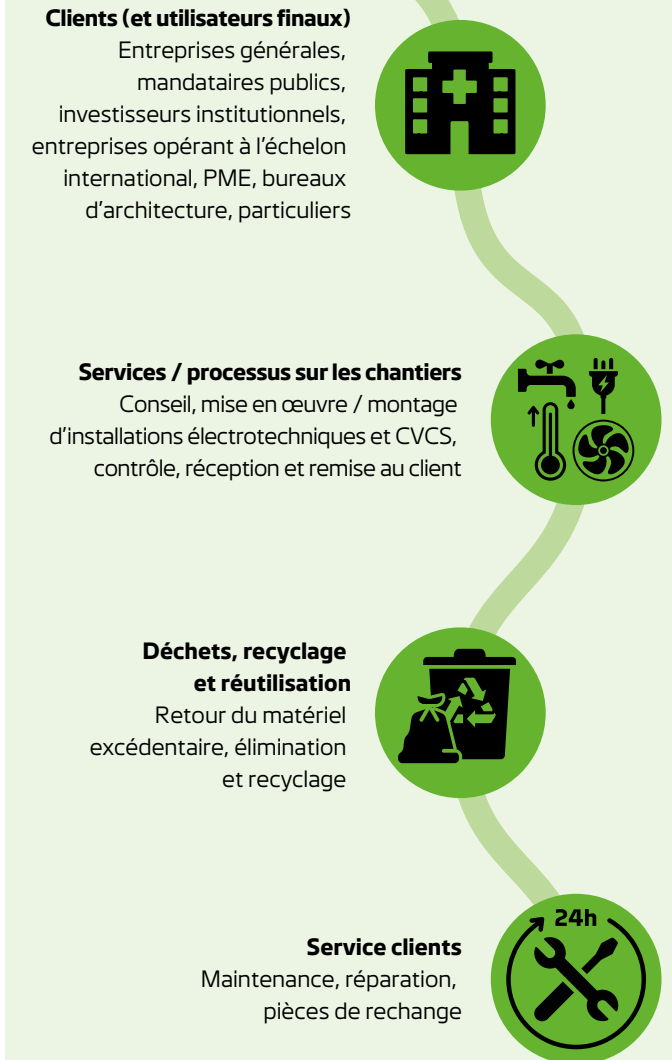 Clients (et utilisateurs finaux)
Entreprises générales,
mandataires publics,
investisseurs institutionnels,
entreprises opérant à l'échelon
international, PME, bureaux
d'architecture, particuliers
Services / processus sur les chantiers
Conseil, mise en œuvre / montage
d'installations électrotechniques et CVCS,
contrôle, réception et remise au client
Déchets, recyclage
et réutilisation
Retour du matériel
excédentaire, élimination
et recyclage
24h
Service clients
Maintenance, réparation,
pièces de rechange